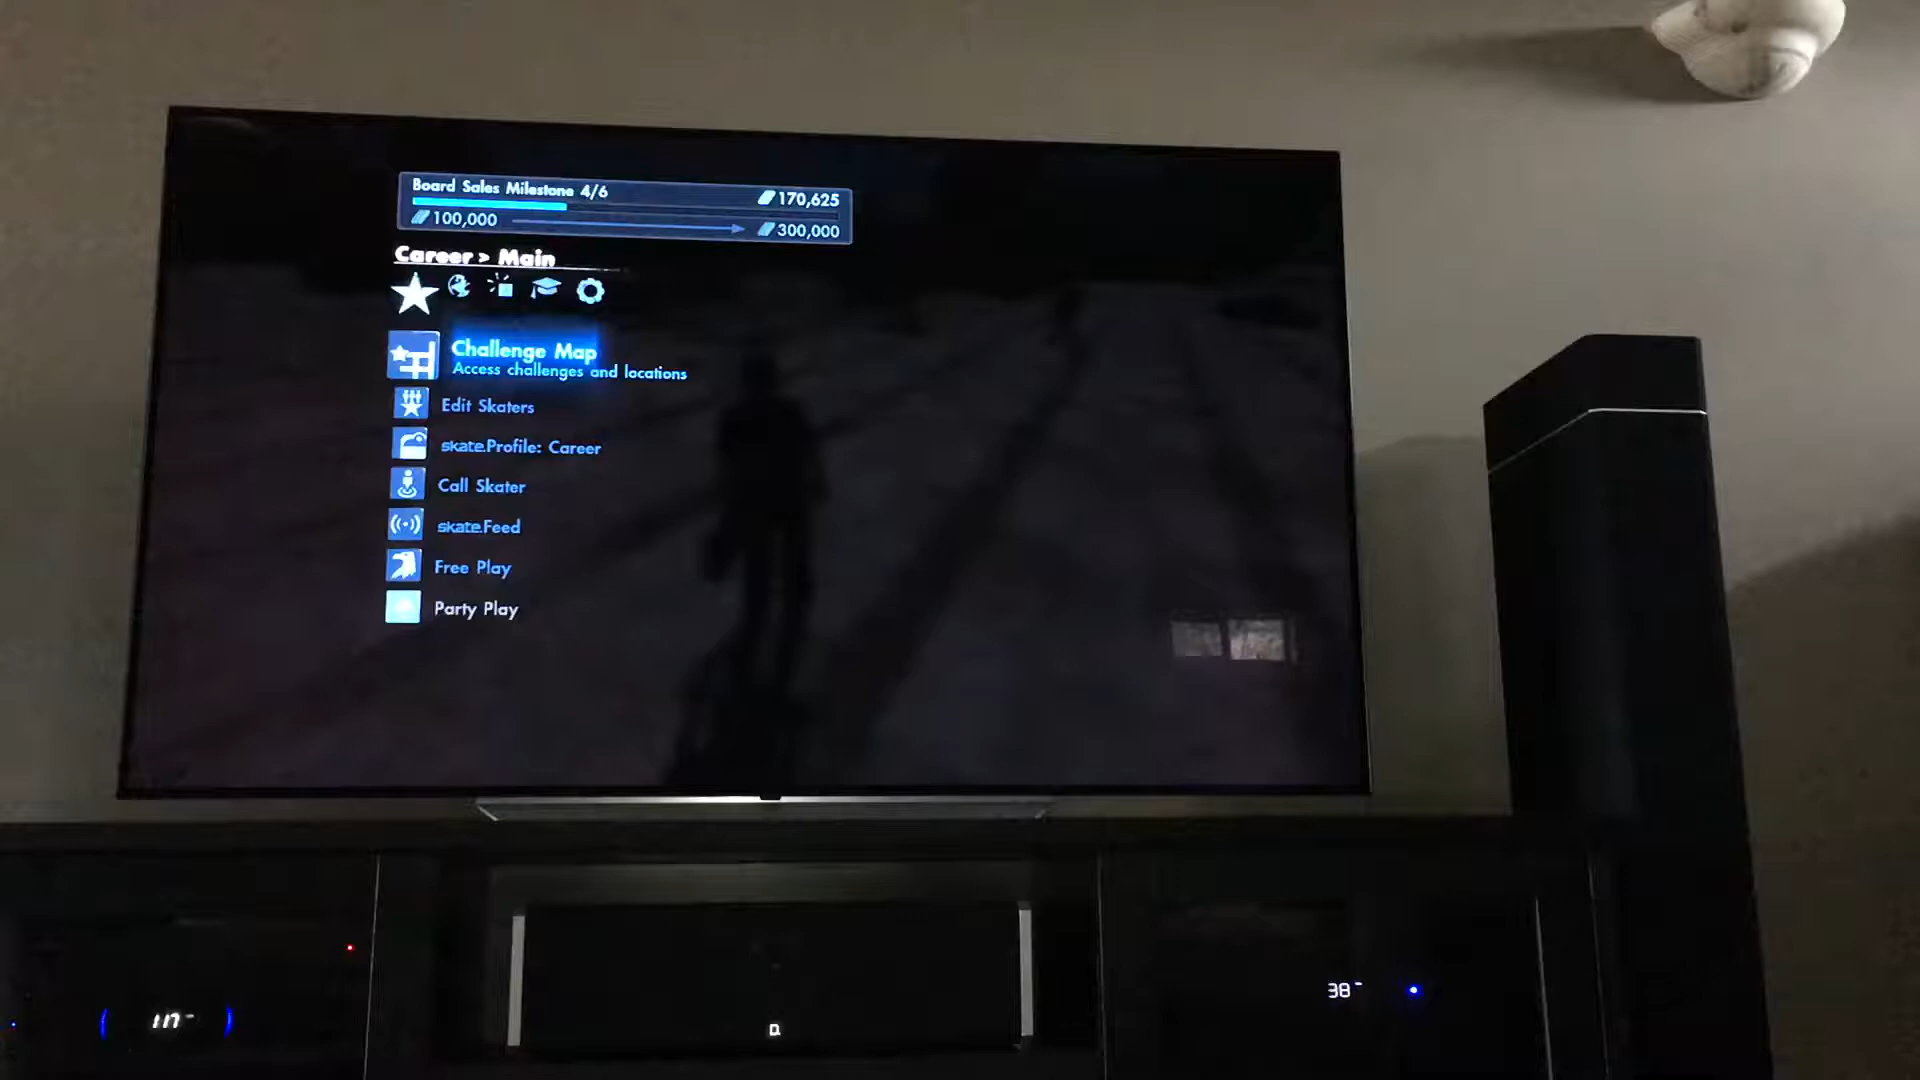 Board Sales Milestone 4/6
170,625
100,000
300,000
Career > Main
Challenge Map
Access challenges and locations
Edit Skaters
skate.Profile: Career
Call Skater
skate.Feed
Free Play
Party Play
38